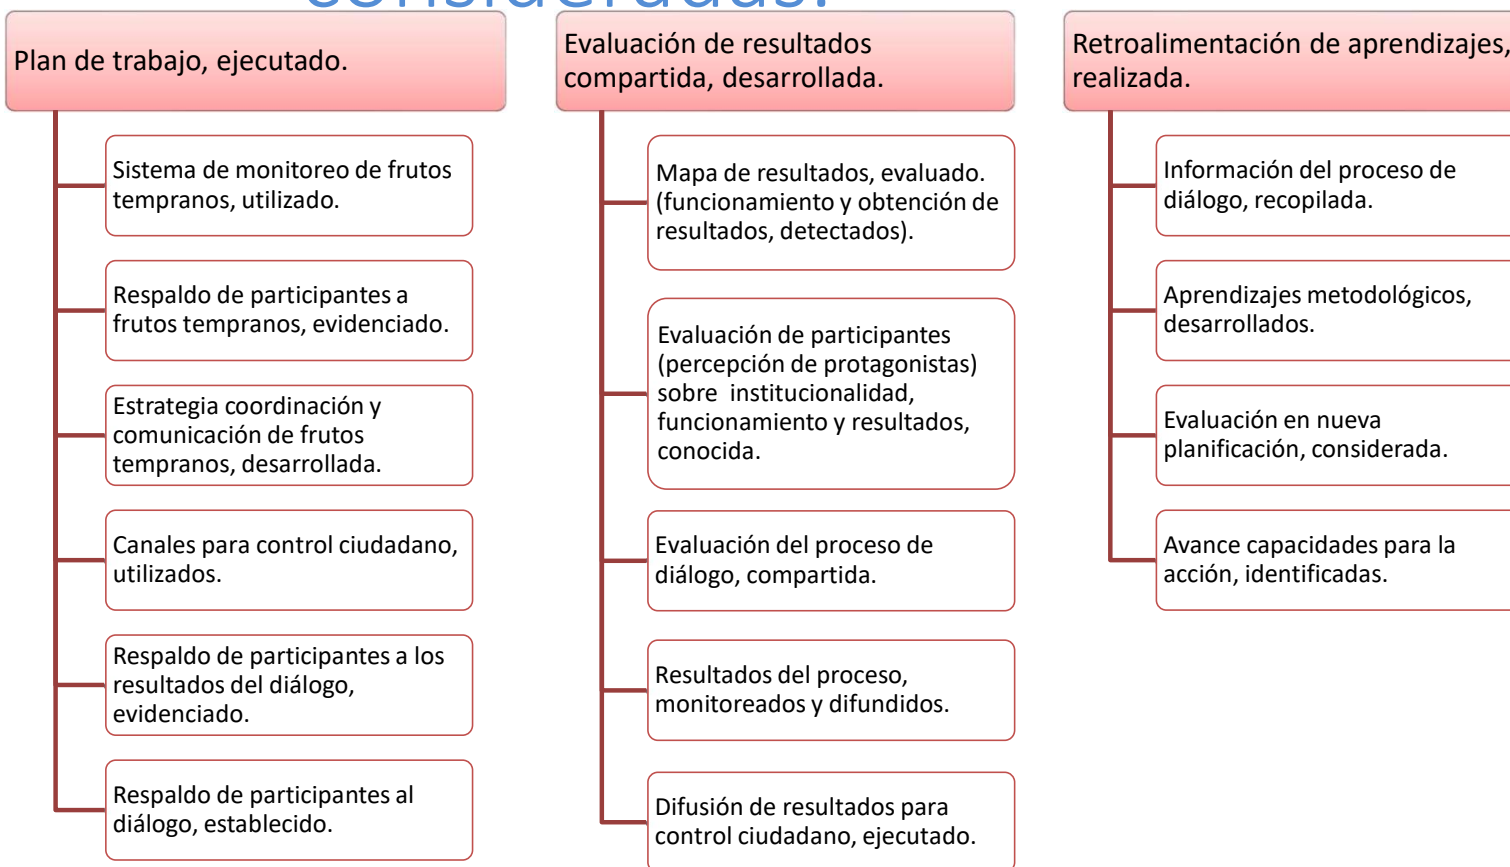 consideradas.
Plan de trabajo, ejecutado.
Sistema de monitoreo de frutos
tempranos, utilizado.
Respaldo de participantes a
frutos tempranos, evidenciado.
Estrategia coordinación y
comunicación de frutos
tempranos, desarrollada.
Canales para control ciudadano,
utilizados.
Respaldo de participantes a los
resultados del diálogo,
evidenciado.
Respaldo de participantes al
diálogo, establecido.
Evaluación de resultados
compartida, desarrollada.
Mapa de resultados, evaluado.
(funcionamiento y obtención de
resultados, detectados).
Evaluación de participantes
(percepción de protagonistas)
sobre institucionalidad,
funcionamiento y resultados,
conocida.
Evaluación del proceso de
diálogo, compartida.
Resultados del proceso,
monitoreados y difundidos.
Difusión de resultados para
control ciudadano, ejecutado.
Retroalimentación de aprendizajes,
realizada.
Información del proceso de
diálogo, recopilada.
Aprendizajes metodológicos,
desarrollados.
Evaluación en nueva
planificación, considerada.
Avance capacidades para la
acción, identificadas.